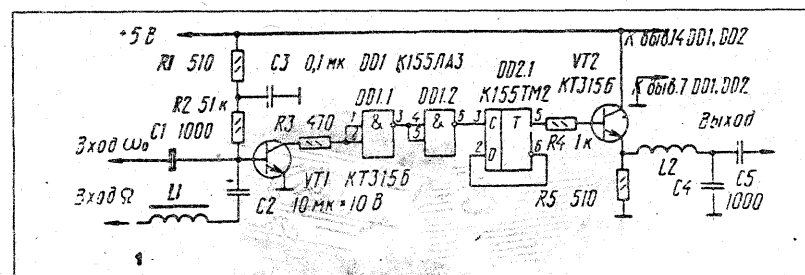 +5 В
R1 510
C3 0,1 мк DD1 К155ЛА3
DD2.1
К155ТМ2
VT2
КТ315Б
К выв.14 DD1, DD2
К выв.7 DD1, DD2
R2 51к
DD1.1
DD1.2
C1 1000
Вход ω₀
R3 470
1
2
&
3
4
5
&
6
3
C
T
5
2
D
6
R4 1к
Выход
VT1 КТ315Б
C2 10 мк × 10 В
Вход Ω
L1
R5 510
L2
C4
C5
1000